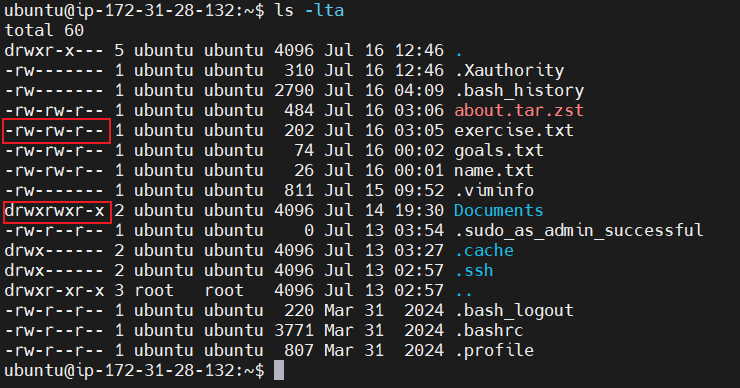 ubuntu@ip-172-31-28-132:~$ ls -lta
total 60
drwxr-x--- 5 ubuntu ubuntu 4096 Jul 16 12:46 .
-rw------- 1 ubuntu ubuntu  310 Jul 16 12:46 .Xauthority
-rw------- 1 ubuntu ubuntu 2790 Jul 16 04:09 .bash_history
-rw-rw-r-- 1 ubuntu ubuntu  484 Jul 16 03:06 about.tar.zst
-rw-rw-r-- 1 ubuntu ubuntu  202 Jul 16 03:05 exercise.txt
-rw-rw-r-- 1 ubuntu ubuntu   74 Jul 16 00:02 goals.txt
-rw-rw-r-- 1 ubuntu ubuntu   26 Jul 16 00:01 name.txt
-rw------- 1 ubuntu ubuntu  811 Jul 15 09:52 .viminfo
drwxrwxr-x 2 ubuntu ubuntu 4096 Jul 14 19:30 Documents
-rw-r--r-- 1 ubuntu ubuntu    0 Jul 13 03:54 .sudo_as_admin_successful
drwx------ 2 ubuntu ubuntu 4096 Jul 13 03:27 .cache
drwx------ 2 ubuntu ubuntu 4096 Jul 13 02:57 .ssh
drwxr-xr-x 3 root   root   4096 Jul 13 02:57 ..
-rw-r--r-- 1 ubuntu ubuntu  220 Mar 31  2024 .bash_logout
-rw-r--r-- 1 ubuntu ubuntu 3771 Mar 31  2024 .bashrc
-rw-r--r-- 1 ubuntu ubuntu  807 Mar 31  2024 .profile
ubuntu@ip-172-31-28-132:~$